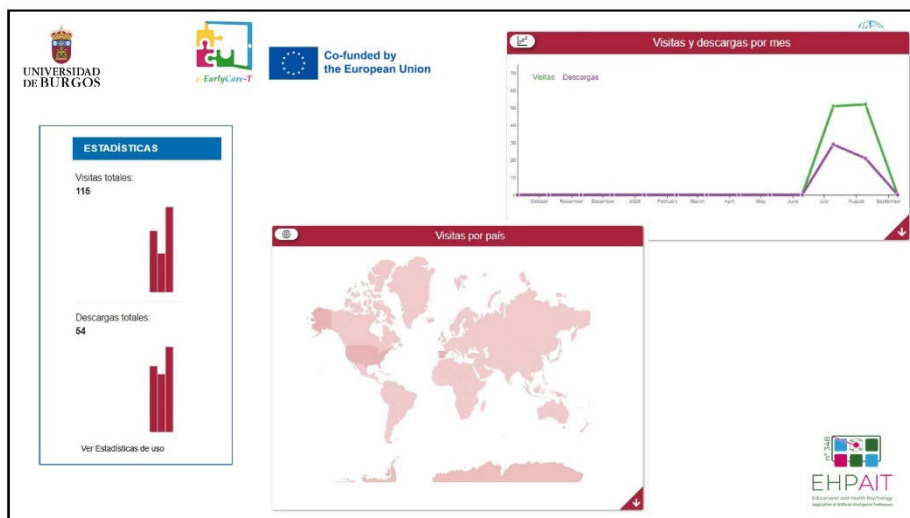 UNIVERSIDAD
DE BURGOS
e-EarlyCare-T
Co-funded by
the European Union
Visitas y descargas por mes
Visitas Descargas
70
60
50
40
30
20
10
0
October November December 2024 February March April May June July August September
ESTADÍSTICAS
Visitas totales:
115
Descargas totales:
54
Ver Estadísticas de uso
Visitas por país
nº 348
EHPAIT
Educational and Health Psychology
Application of Artificial Intelligence Techniques